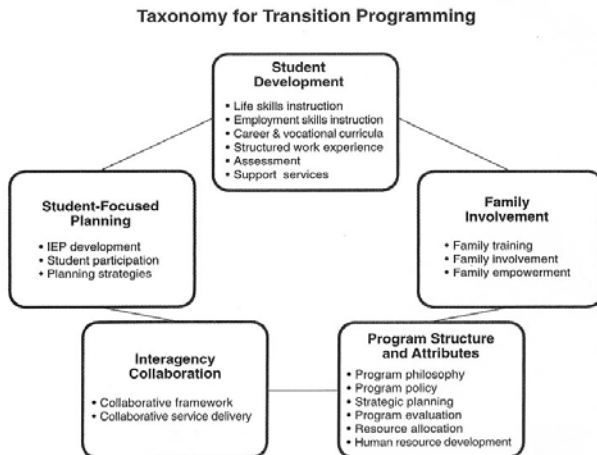 Taxonomy for Transition Programming
Student
Development
• Life skills instruction
• Employment skills instruction
• Career & vocational curricula
• Structured work experience
• Assessment
• Support services
Student-Focused
Planning
• IEP development
• Student participation
• Planning strategies
Family
Involvement
• Family training
• Family involvement
• Family empowerment
Interagency
Collaboration
• Collaborative framework
• Collaborative service delivery
Program Structure
and Attributes
• Program philosophy
• Program policy
• Strategic planning
• Program evaluation
• Resource allocation
• Human resource development